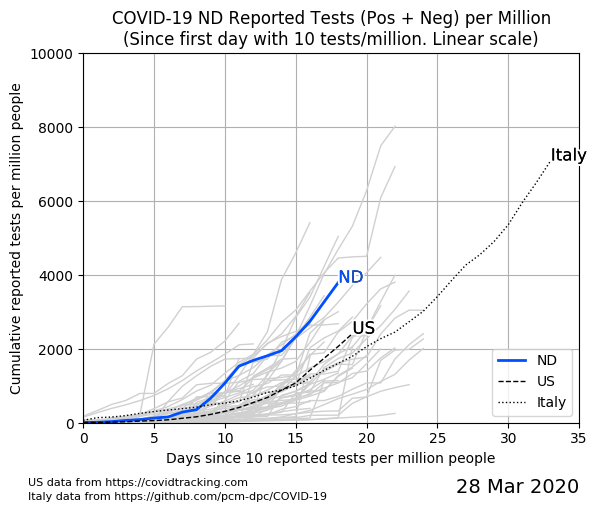 COVID-19 ND Reported Tests (Pos + Neg) per Million
(Since first day with 10 tests/million. Linear scale)
Cumulative reported tests per million people
10000
8000
6000
4000
2000
0
Italy
ND
US
ND
US
Italy
0 5 10 15 20 25 30 35
Days since 10 reported tests per million people
US data from https://covidtracking.com
Italy data from https://github.com/pcm-dpc/COVID-19
28 Mar 2020